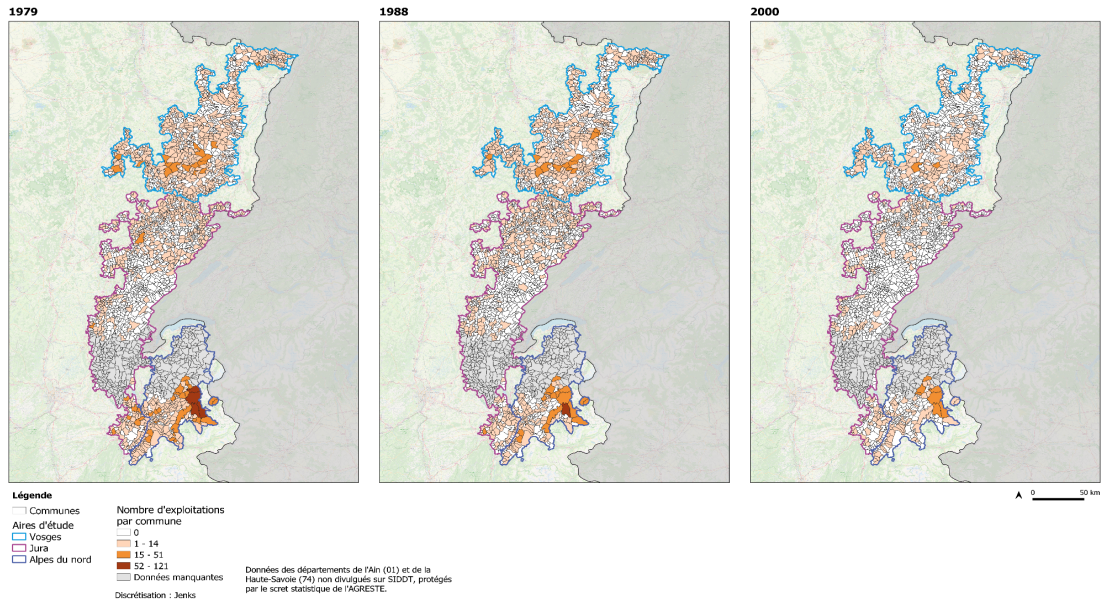 1979
1988
2000
0 50 km
Légende
Communes
Aires d'étude
Vosges
Jura
Alpes du nord
Nombre d'exploitations
par commune
0
1 - 14
15 - 51
52 - 121
Données manquantes
Discrétisation : Jenks
Données des départements de l'Ain (01) et de la
Haute-Savoie (74) non divulgués sur SIDDT, protégés
par le scret statistique de l'AGRESTE.